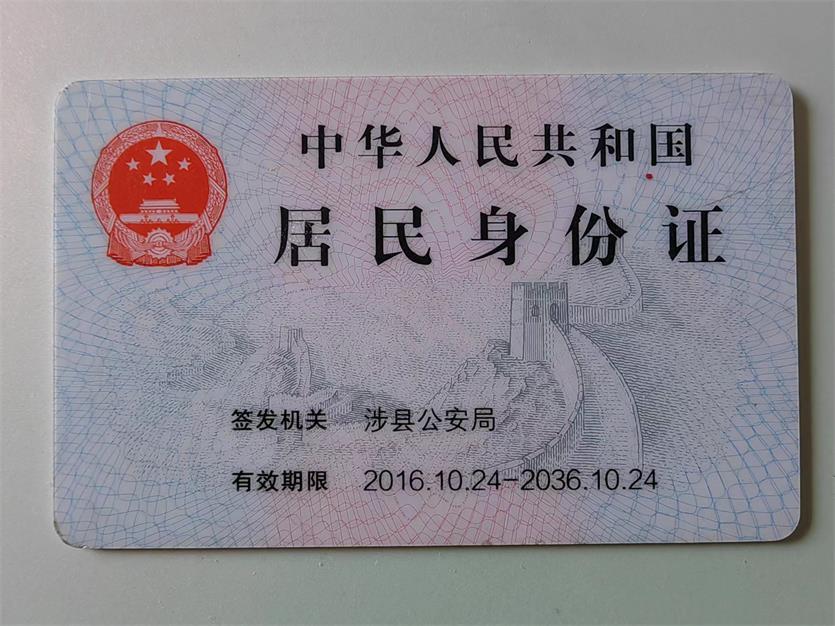 中华人民共和国
居民身份证
签发机关 涉县公安局
有效期限 2016.10.24-2036.10.24